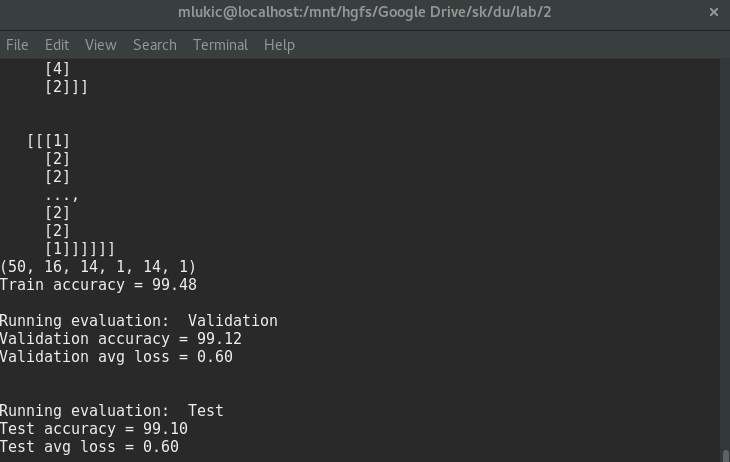 mlukic@localhost:/mnt/hgfs/Google Drive/sk/du/lab/2
File Edit View Search Terminal Help
[4]
[2]]]
[[[1]
[2]
[2]
...,
[2]
[2]
[1]]]]]]
(50, 16, 14, 1, 14, 1)
Train accuracy = 99.48
Running evaluation:  Validation
Validation accuracy = 99.12
Validation avg loss = 0.60
Running evaluation:  Test
Test accuracy = 99.10
Test avg loss = 0.60